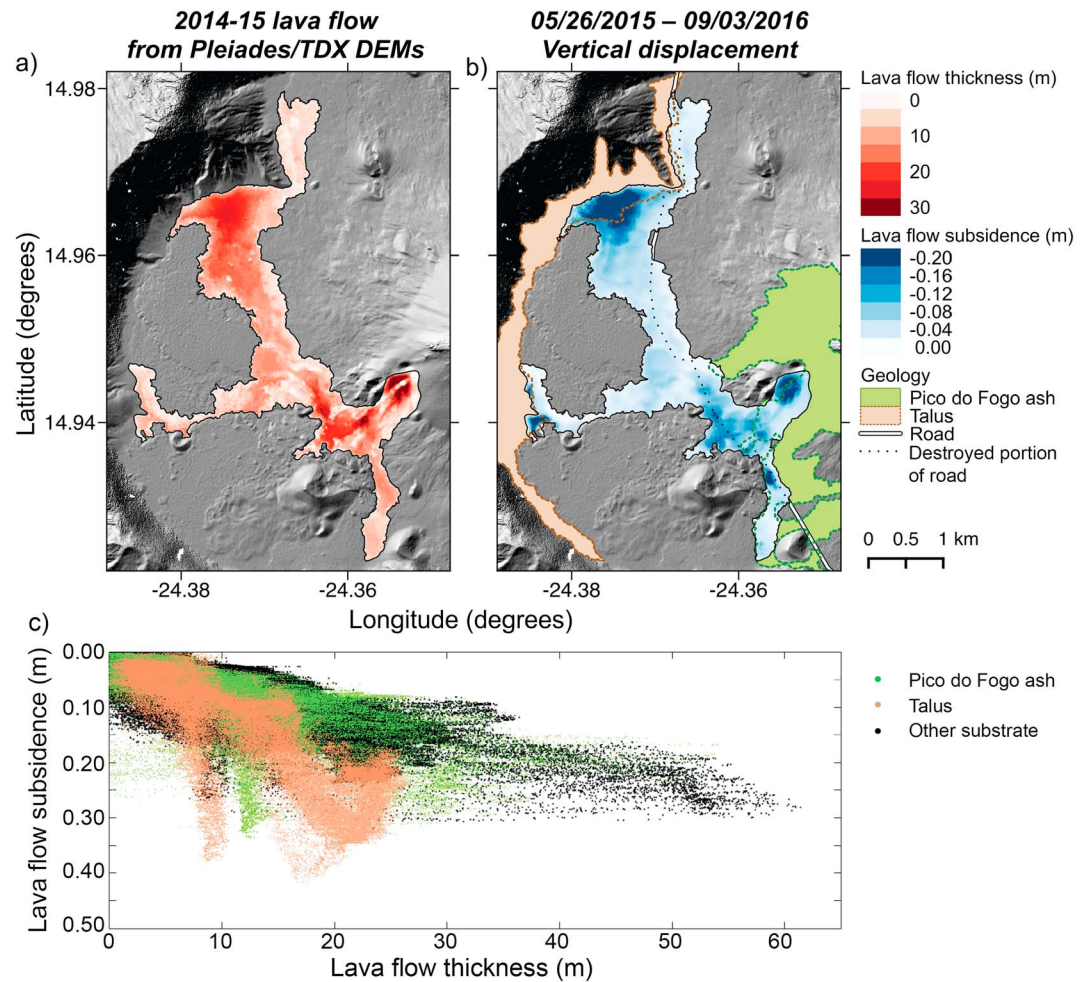 2014-15 lava flow
from Pleiades/TDX DEMs
05/26/2015 – 09/03/2016
Vertical displacement
a)
b)
14.98
14.96
14.94
Latitude (degrees)
-24.38
-24.36
-24.38
-24.36
Longitude (degrees)
Lava flow thickness (m)
0
10
20
30
Lava flow subsidence (m)
-0.20
-0.16
-0.12
-0.08
-0.04
0.00
Geology
Pico do Fogo ash
Talus
Road
Destroyed portion
of road
0 0.5 1 km
c)
Lava flow subsidence (m)
0.00
0.10
0.20
0.30
0.40
0.50
0 10 20 30 40 50 60
Lava flow thickness (m)
Pico do Fogo ash
Talus
Other substrate